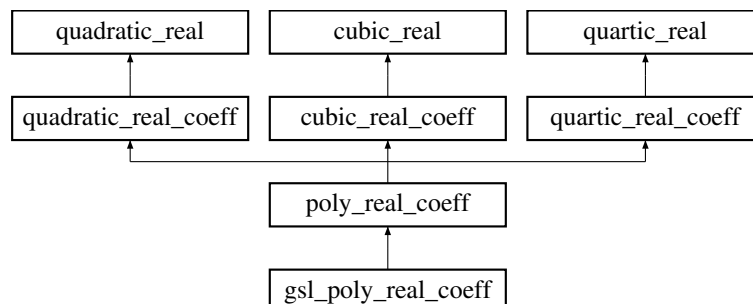 quadratic_real
cubic_real
quartic_real
quadratic_real_coeff
cubic_real_coeff
quartic_real_coeff
poly_real_coeff
gsl_poly_real_coeff